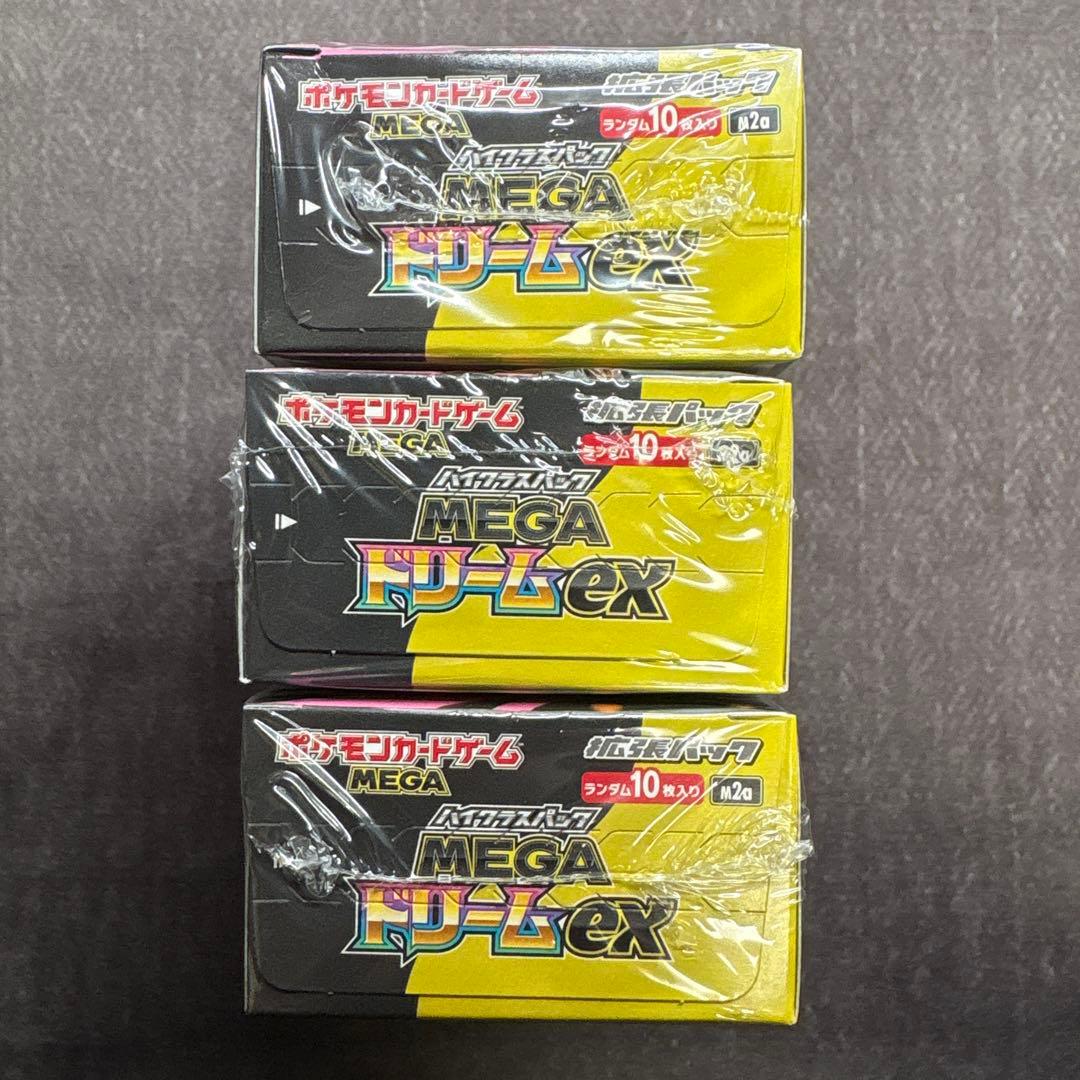 ポケモンカードゲーム
MEGA
拡張パック
ランダム10枚入り M2a
ハイクラスパック
MEGA
ドリームex
ポケモンカードゲーム
MEGA
拡張パック
ランダム10枚入り
ハイクラスパック
MEGA
ドリームex
ポケモンカードゲーム
MEGA
拡張パック
ランダム10枚入り M2a
ハイクラスパック
MEGA
ドリームex